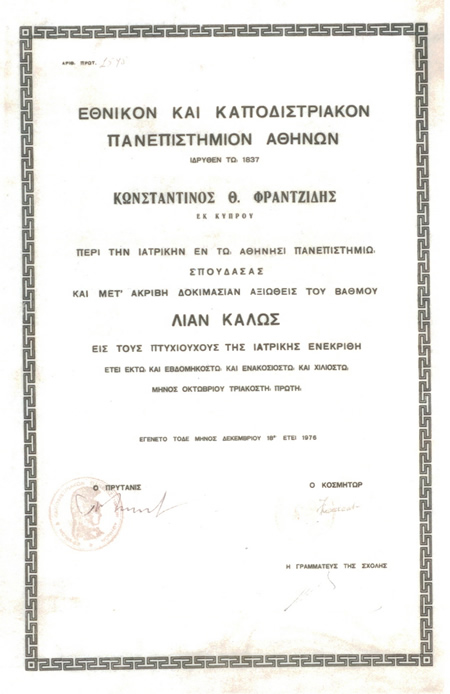 ΑΡΙΘ. ΠΡΩΤ.
ΕΘΝΙΚΟΝ ΚΑΙ ΚΑΠΟΔΙΣΤΡΙΑΚΟΝ
ΠΑΝΕΠΙΣΤΗΜΙΟΝ ΑΘΗΝΩΝ
ΙΔΡΥΘΕΝ ΤΩͺ 1837
ΚΩΝΣΤΑΝΤΙΝΟΣ Θ. ΦΡΑΝΤΖΙΔΗΣ
ΕΚ ΚΥΠΡΟΥ
ΠΕΡΙ ΤΗΝ ΙΑΤΡΙΚΗΝ ΕΝ ΤΩͺ ΑΘΗΝΗΣΙ ΠΑΝΕΠΙΣΤΗΜΙΩͺ
ΣΠΟΥΔΑΣΑΣ
ΚΑΙ ΜΕΤ' ΑΚΡΙΒΗ ΔΟΚΙΜΑΣΙΑΝ ΑΞΙΩΘΕΙΣ ΤΟΥ ΒΑΘΜΟΥ
ΛΙΑΝ ΚΑΛΩΣ
ΕΙΣ ΤΟΥΣ ΠΤΥΧΙΟΥΧΟΥΣ ΤΗΣ ΙΑΤΡΙΚΗΣ ΕΝΕΚΡΙΘΗ
ΕΤΕΙ ΕΚΤΩͺ ΚΑΙ ΕΒΔΟΜΗΚΟΣΤΩͺ ΚΑΙ ΕΝΑΚΟΣΙΟΣΤΩͺ ΚΑΙ ΧΙΛΙΟΣΤΩͺ
ΜΗΝΟΣ ΟΚΤΩΒΡΙΟΥ ΤΡΙΑΚΟΣΤΗͺ ΠΡΩΤΗͺ
ΕΓΕΝΕΤΟ ΤΟΔΕ ΜΗΝΟΣ ΔΕΚΕΜΒΡΙΟΥ 18ῃ ΕΤΕΙ 1976
Ο ΠΡΥΤΑΝΙΣ
Ο ΚΟΣΜΗΤΩΡ
Η ΓΡΑΜΜΑΤΕΥΣ ΤΗΣ ΣΧΟΛΗΣ